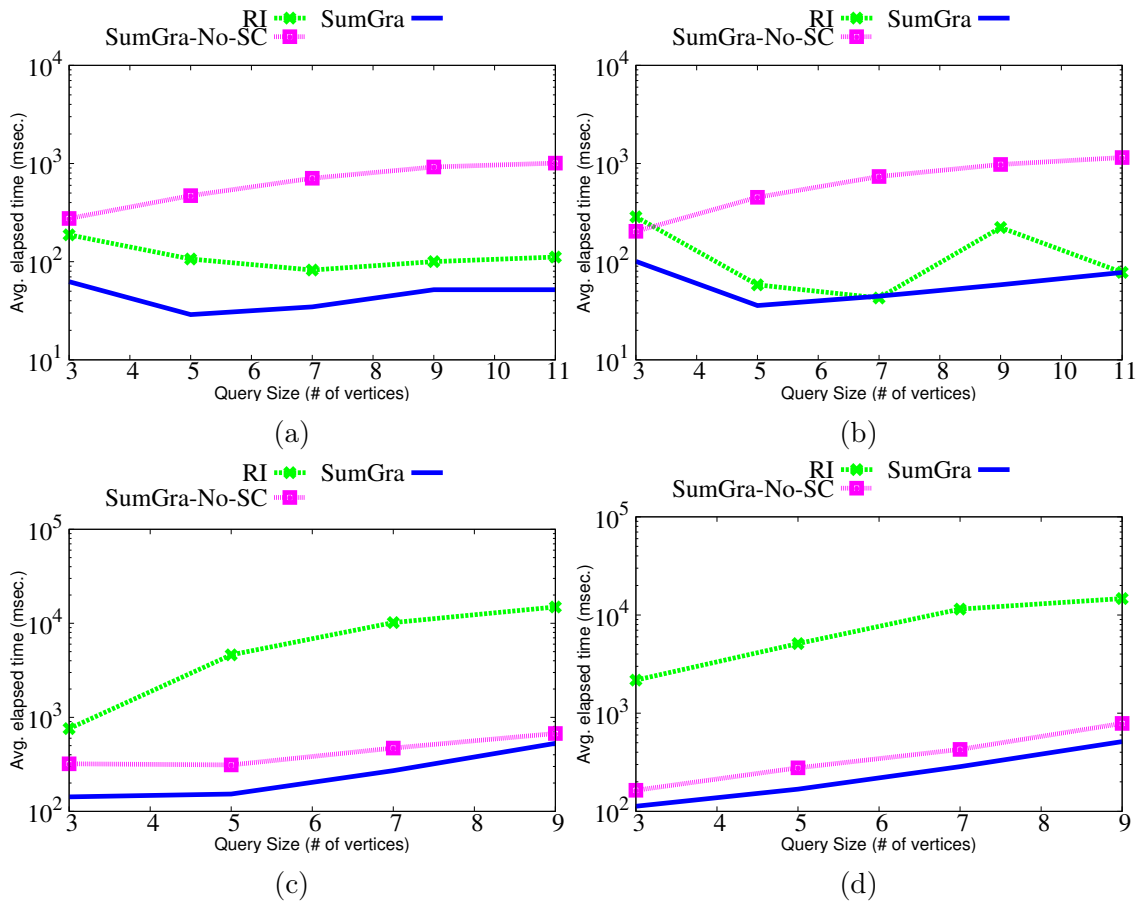 RI SumGra
SumGra-No-SC
10^4
10^3
10^2
10^1
Avg. elapsed time (msec.)
3 4 5 6 7 8 9 10 11
Query Size (# of vertices)
(a)
RI SumGra
SumGra-No-SC
10^4
10^3
10^2
10^1
Avg. elapsed time (msec.)
3 4 5 6 7 8 9 10 11
Query Size (# of vertices)
(b)
RI SumGra
SumGra-No-SC
10^5
10^4
10^3
10^2
Avg. elapsed time (msec.)
3 4 5 6 7 8 9
Query Size (# of vertices)
(c)
RI SumGra
SumGra-No-SC
10^5
10^4
10^3
10^2
Avg. elapsed time (msec.)
3 4 5 6 7 8 9
Query Size (# of vertices)
(d)